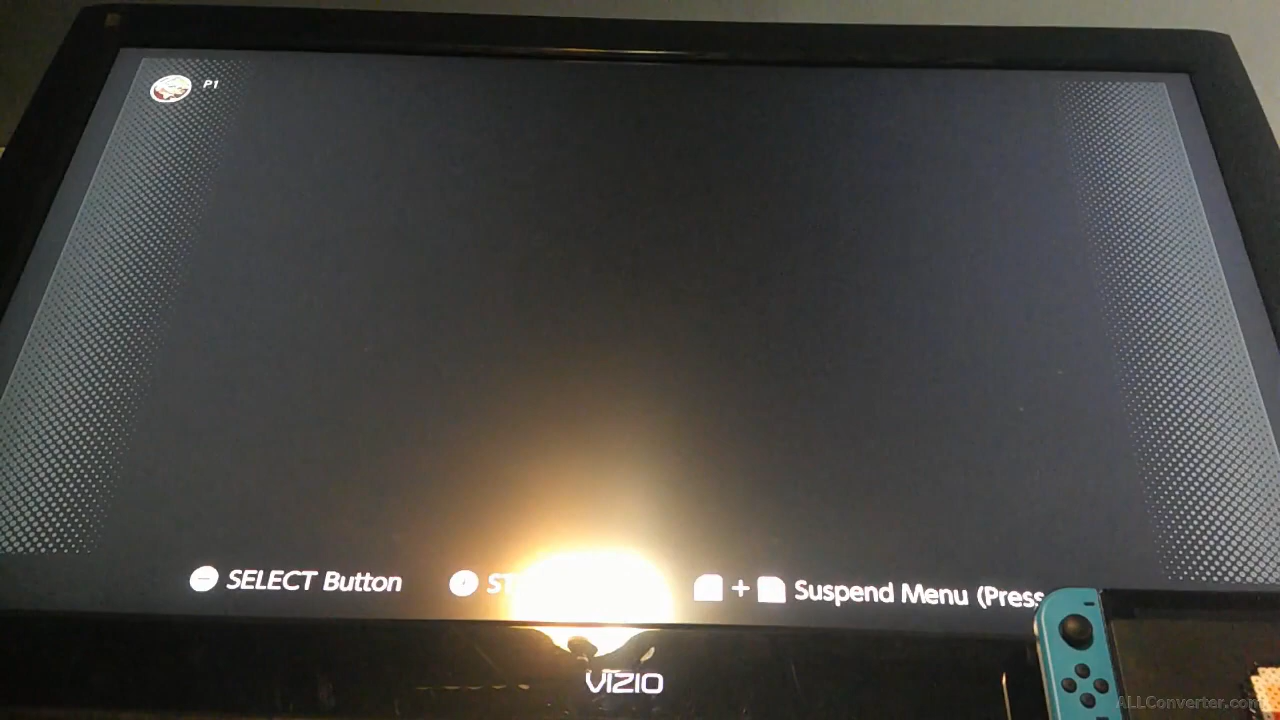 P1
SELECT Button
+ Suspend Menu (Press
VIZIO
ALLConverter.com